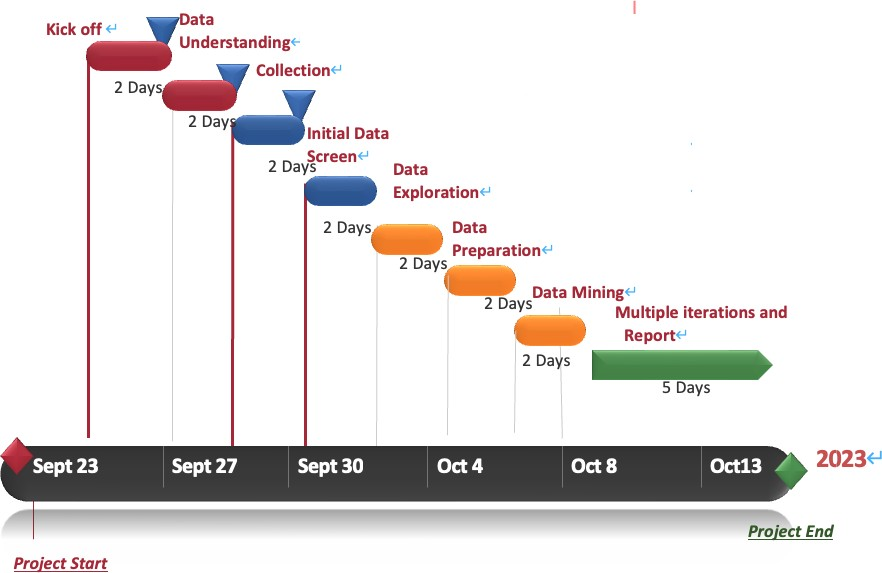 Kick off
Data
Understanding
2 Days
Collection
2 Days
Initial Data
Screen
2 Days
Data
Exploration
2 Days
Data
Preparation
2 Days
Data Mining
2 Days
Multiple iterations and
Report
2 Days
5 Days
Sept 23
Sept 27
Sept 30
Oct 4
Oct 8
Oct13
2023
Project End
Project Start